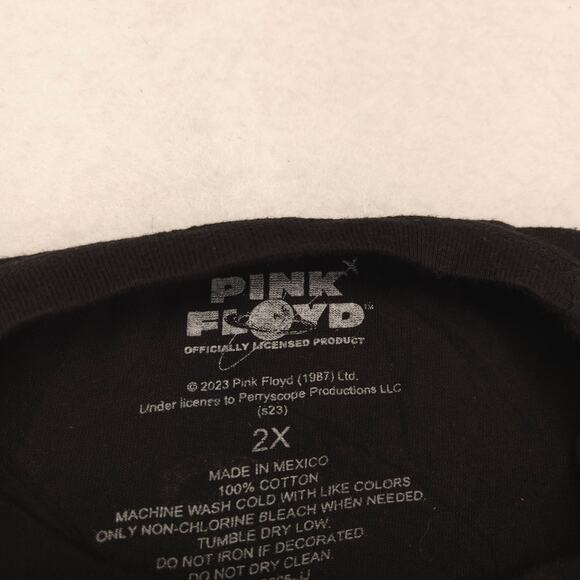 PINK
FLOYD™
OFFICIALLY LICENSED PRODUCT
© 2023 Pink Floyd (1987) Ltd.
Under license to Perryscope Productions LLC
(s23)
2X
MADE IN MEXICO
100% COTTON
MACHINE WASH COLD WITH LIKE COLORS
ONLY NON-CHLORINE BLEACH WHEN NEEDED.
TUMBLE DRY LOW.
DO NOT IRON IF DECORATED.
DO NOT DRY CLEAN.